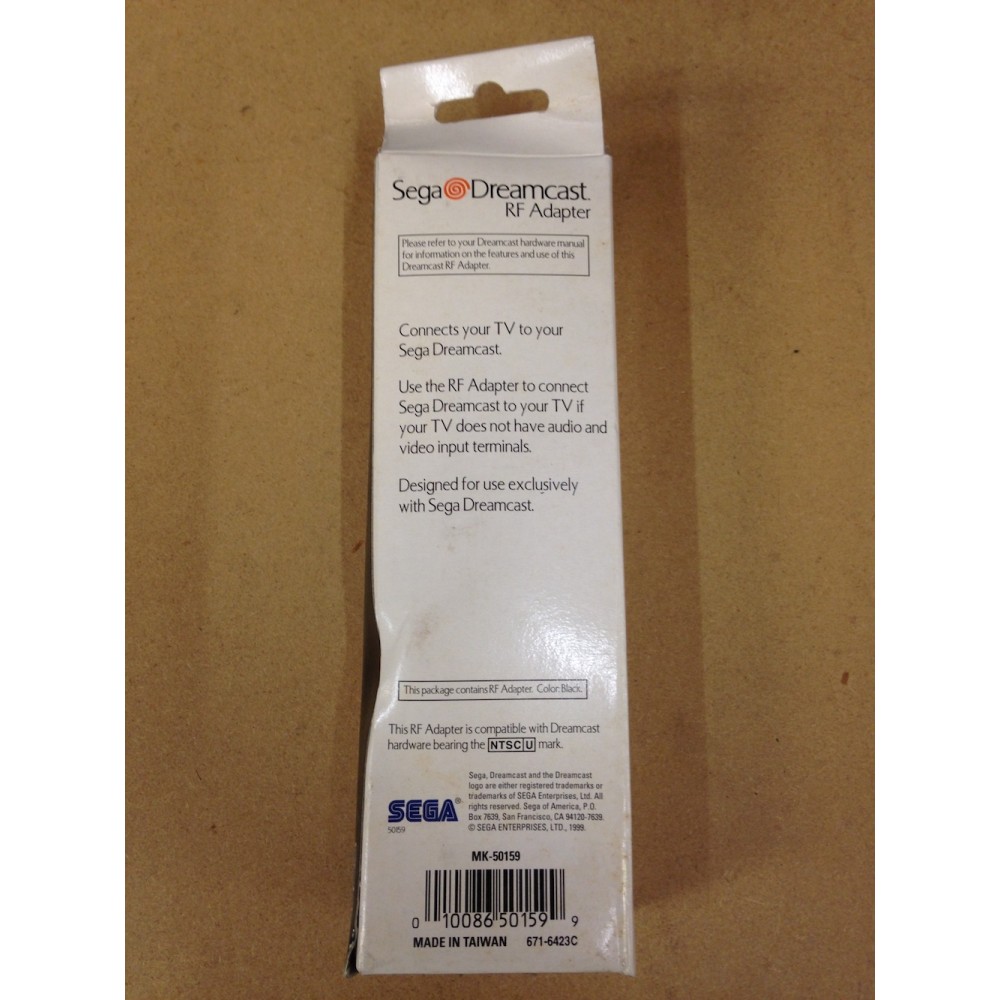 Sega Dreamcast
RF Adapter
Please refer to your Dreamcast hardware manual
for information on the features and use of this
Dreamcast RF Adapter.
Connects your TV to your
Sega Dreamcast.
Use the RF Adapter to connect
Sega Dreamcast to your TV if
your TV does not have audio and
video input terminals.
Designed for use exclusively
with Sega Dreamcast.
This package contains RF Adapter. Color: Black.
This RF Adapter is compatible with Dreamcast
hardware bearing the NTSC U mark.
Sega, Dreamcast and the Dreamcast
logo are either registered trademarks or
trademarks of SEGA Enterprises, Ltd. All
rights reserved. Sega of America, P.O.
Box 7639, San Francisco, CA 94120-7639.
© SEGA ENTERPRISES, LTD., 1999.
SEGA®
50159
MK-50159
0 10086 50159 9
MADE IN TAIWAN 671-6423C